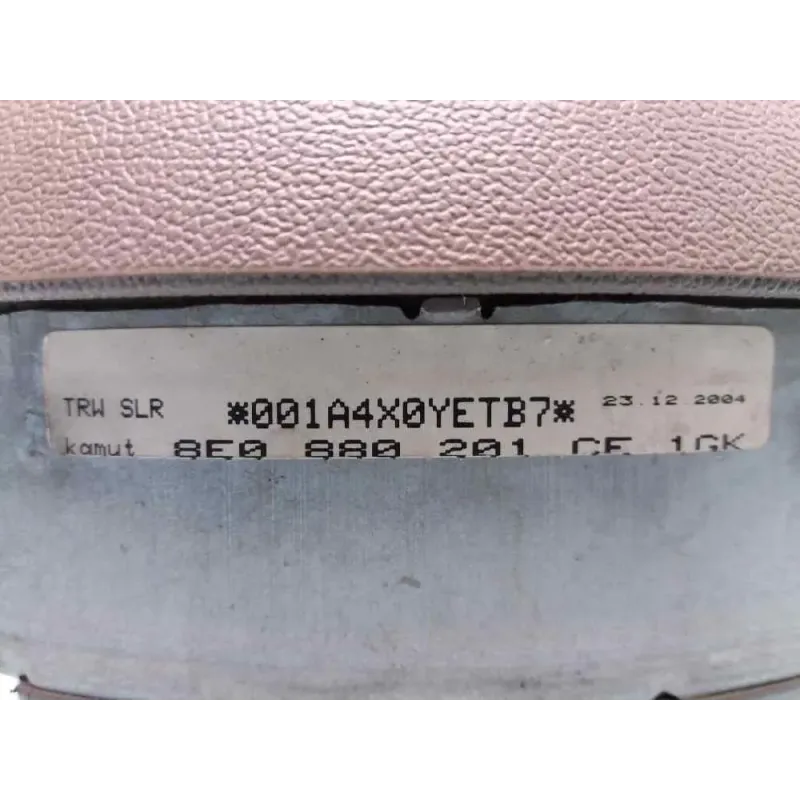 TRW SLR *001A4X0YETB7* 23.12 2004
kamut 8E0 880 201 CE 1GK